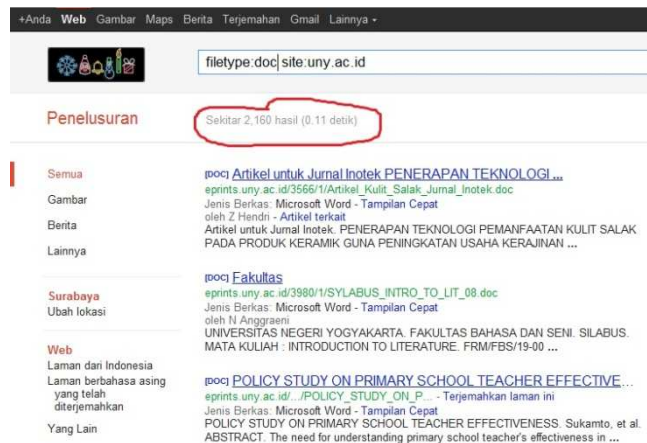 +Anda Web Gambar Maps Berita Terjemahan Gmail Lainnya
filetype:doc site:uny.ac.id
Penelusuran
Sekitar 2,160 hasil (0.11 detik)
Semua
Gambar
Berita
Lainnya
Surabaya
Ubah lokasi
Web
Laman dari Indonesia
Laman berbahasa asing
yang telah
diterjemahkan
Yang Lain
[DOC] Artikel untuk Jurnal Inotek PENERAPAN TEKNOLOGI ...
eprints.uny.ac.id/3566/1/Artikel_Kulit_Salak_Jurnal_Inotek.doc
Jenis Berkas: Microsoft Word - Tampilan Cepat
oleh Z Hendri - Artikel terkait
Artikel untuk Jurnal Inotek. PENERAPAN TEKNOLOGI PEMANFAATAN KULIT SALAK
PADA PRODUK KERAMIK GUNA PENINGKATAN USAHA KERAJINAN ...
[DOC] Fakultas
eprints.uny.ac.id/3980/1/SYLABUS_INTRO_TO_LIT_08.doc
Jenis Berkas: Microsoft Word - Tampilan Cepat
oleh N Anggraeni
UNIVERSITAS NEGERI YOGYAKARTA. FAKULTAS BAHASA DAN SENI. SILABUS.
MATA KULIAH : INTRODUCTION TO LITERATURE. FRM/FBS/19-00 ...
[DOC] POLICY STUDY ON PRIMARY SCHOOL TEACHER EFFECTIVE...
eprints.uny.ac.id/.../POLICY_STUDY_ON_P... - Terjemahkan laman ini
Jenis Berkas: Microsoft Word - Tampilan Cepat
POLICY STUDY ON PRIMARY SCHOOL TEACHER EFFECTIVENESS. Sukamto, et al.
ABSTRACT. The need for understanding primary school teacher's effectiveness in ...